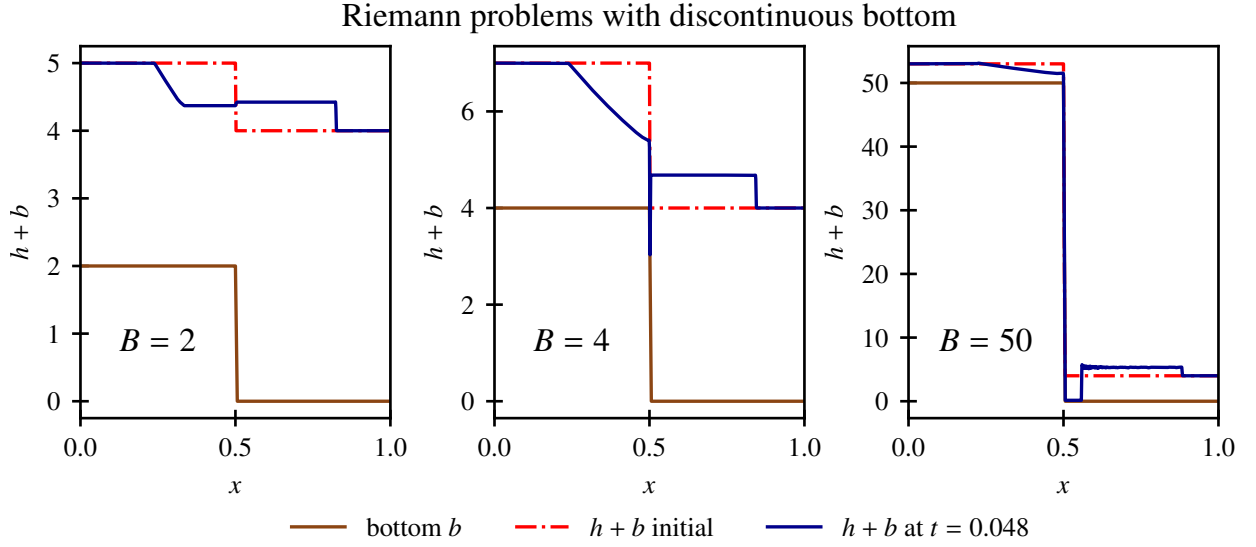 Riemann problems with discontinuous bottom
h + b
5
4
3
2
1
0
B = 2
0.0 0.5 1.0
x
h + b
6
4
2
0
B = 4
0.0 0.5 1.0
x
h + b
50
40
30
20
10
0
B = 50
0.0 0.5 1.0
x
bottom b
h + b initial
h + b at t = 0.048